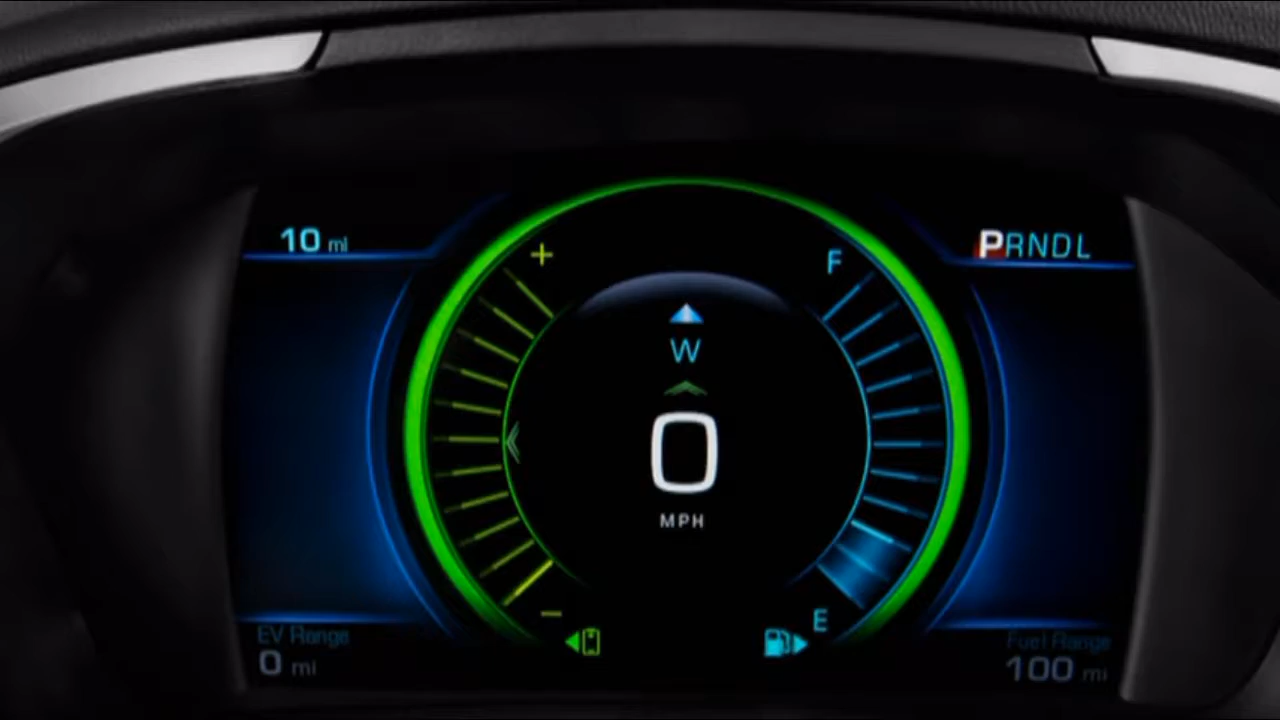 10 mi
PRNDL
+
F
W
0
MPH
−
E
EV Range
0 mi
Fuel Range
100 mi